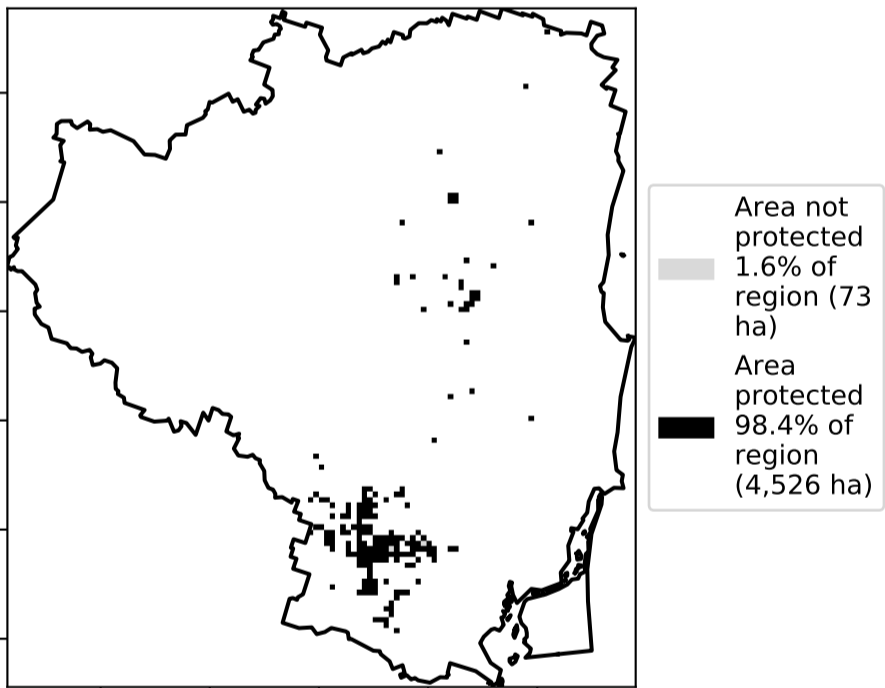 Area not
protected
1.6% of
region (73
ha)
Area
protected
98.4% of
region
(4,526 ha)